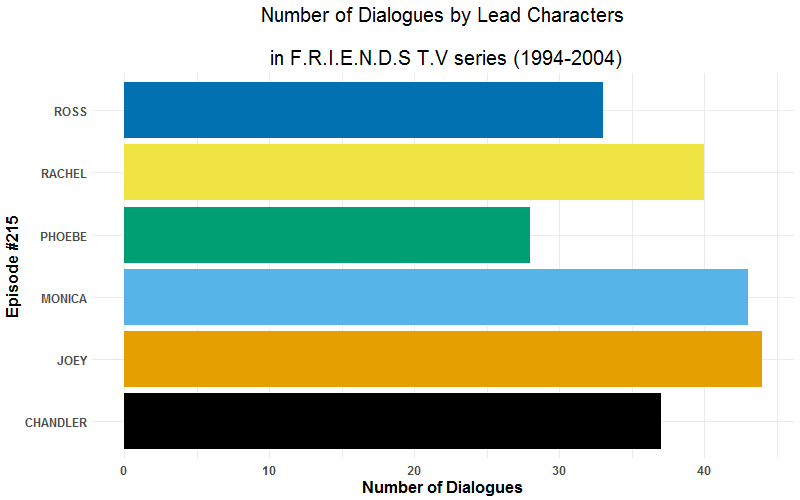 Number of Dialogues by Lead Characters
in F.R.I.E.N.D.S T.V series (1994-2004)
Episode #215
ROSS
RACHEL
PHOEBE
MONICA
JOEY
CHANDLER
0 10 20 30 40
Number of Dialogues